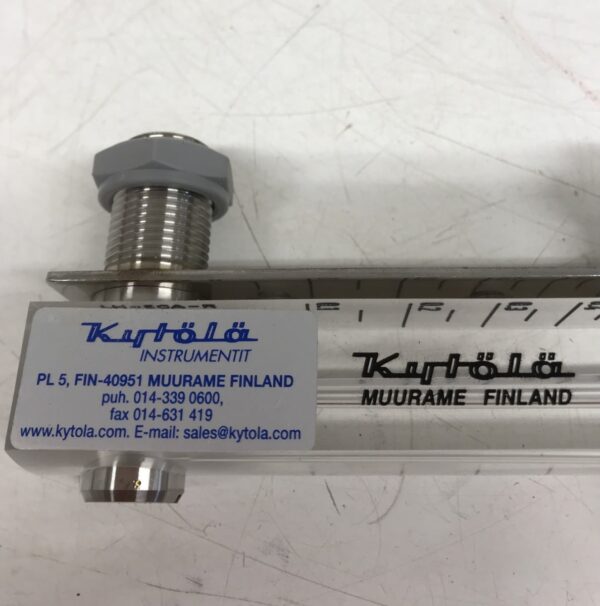 Kytölä
INSTRUMENTIT
PL 5, FIN-40951 MUURAME FINLAND
puh. 014-339 0600,
fax 014-631 419
www.kytola.com. E-mail: sales@kytola.com
Kytölä
MUURAME FINLAND